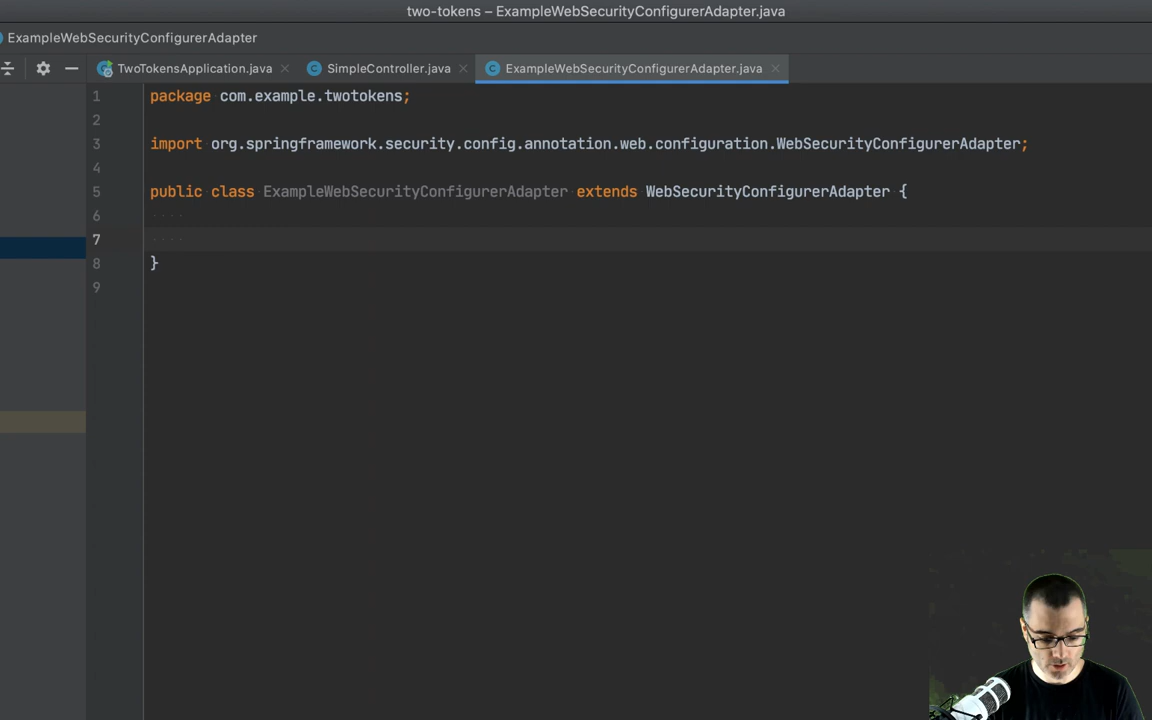 two-tokens – ExampleWebSecurityConfigurerAdapter.java
ExampleWebSecurityConfigurerAdapter
TwoTokensApplication.java
SimpleController.java
ExampleWebSecurityConfigurerAdapter.java
1 package com.example.twotokens;
2
3 import org.springframework.security.config.annotation.web.configuration.WebSecurityConfigurerAdapter;
4
5 public class ExampleWebSecurityConfigurerAdapter extends WebSecurityConfigurerAdapter {
6
7
8 }
9